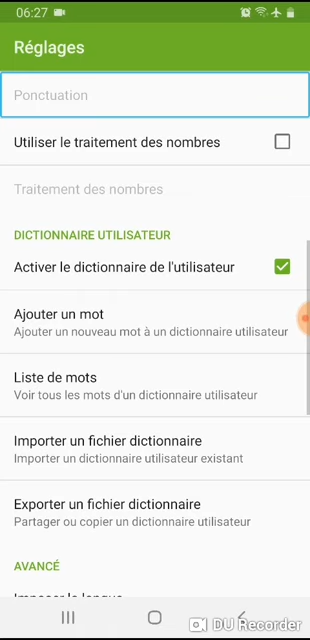 06:27
Réglages
Ponctuation
Utiliser le traitement des nombres
Traitement des nombres
DICTIONNAIRE UTILISATEUR
Activer le dictionnaire de l'utilisateur
Ajouter un mot
Ajouter un nouveau mot à un dictionnaire utilisateur
Liste de mots
Voir tous les mots d'un dictionnaire utilisateur
Importer un fichier dictionnaire
Importer un dictionnaire utilisateur existant
Exporter un fichier dictionnaire
Partager ou copier un dictionnaire utilisateur
AVANCÉ
DU Recorder